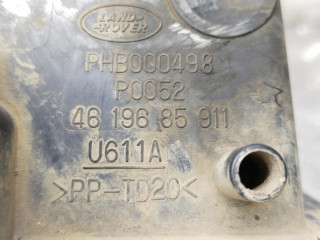 LAND-
ROVER
PHB000498
P0052
46 196 85 911
U611A
>PP-TD20<